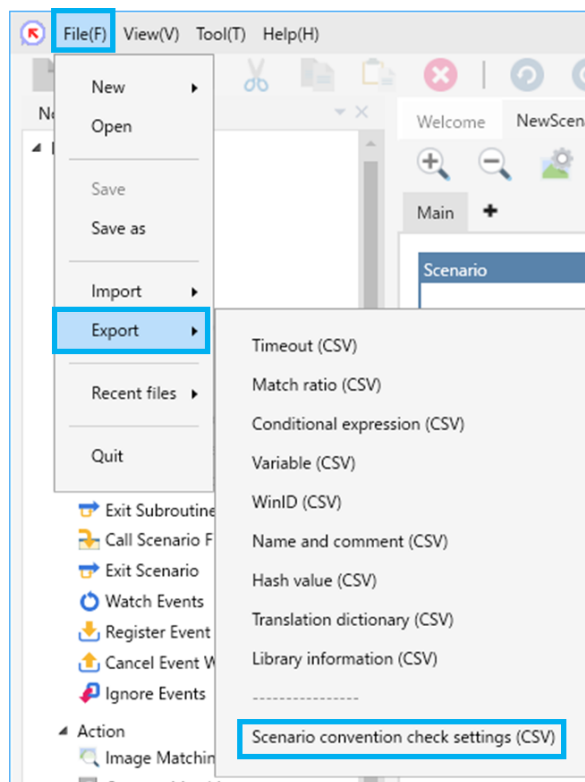 File(F) View(V) Tool(T) Help(H)
New
Open
Save
Save as
Import
Export
Recent files
Quit
Welcome NewScen
Main
Scenario
Timeout (CSV)
Match ratio (CSV)
Conditional expression (CSV)
Variable (CSV)
WinID (CSV)
Name and comment (CSV)
Hash value (CSV)
Translation dictionary (CSV)
Library information (CSV)
----------------
Scenario convention check settings (CSV)
Exit Subroutine
Call Scenario F
Exit Scenario
Watch Events
Register Event
Cancel Event W
Ignore Events
Action
Image Matchin